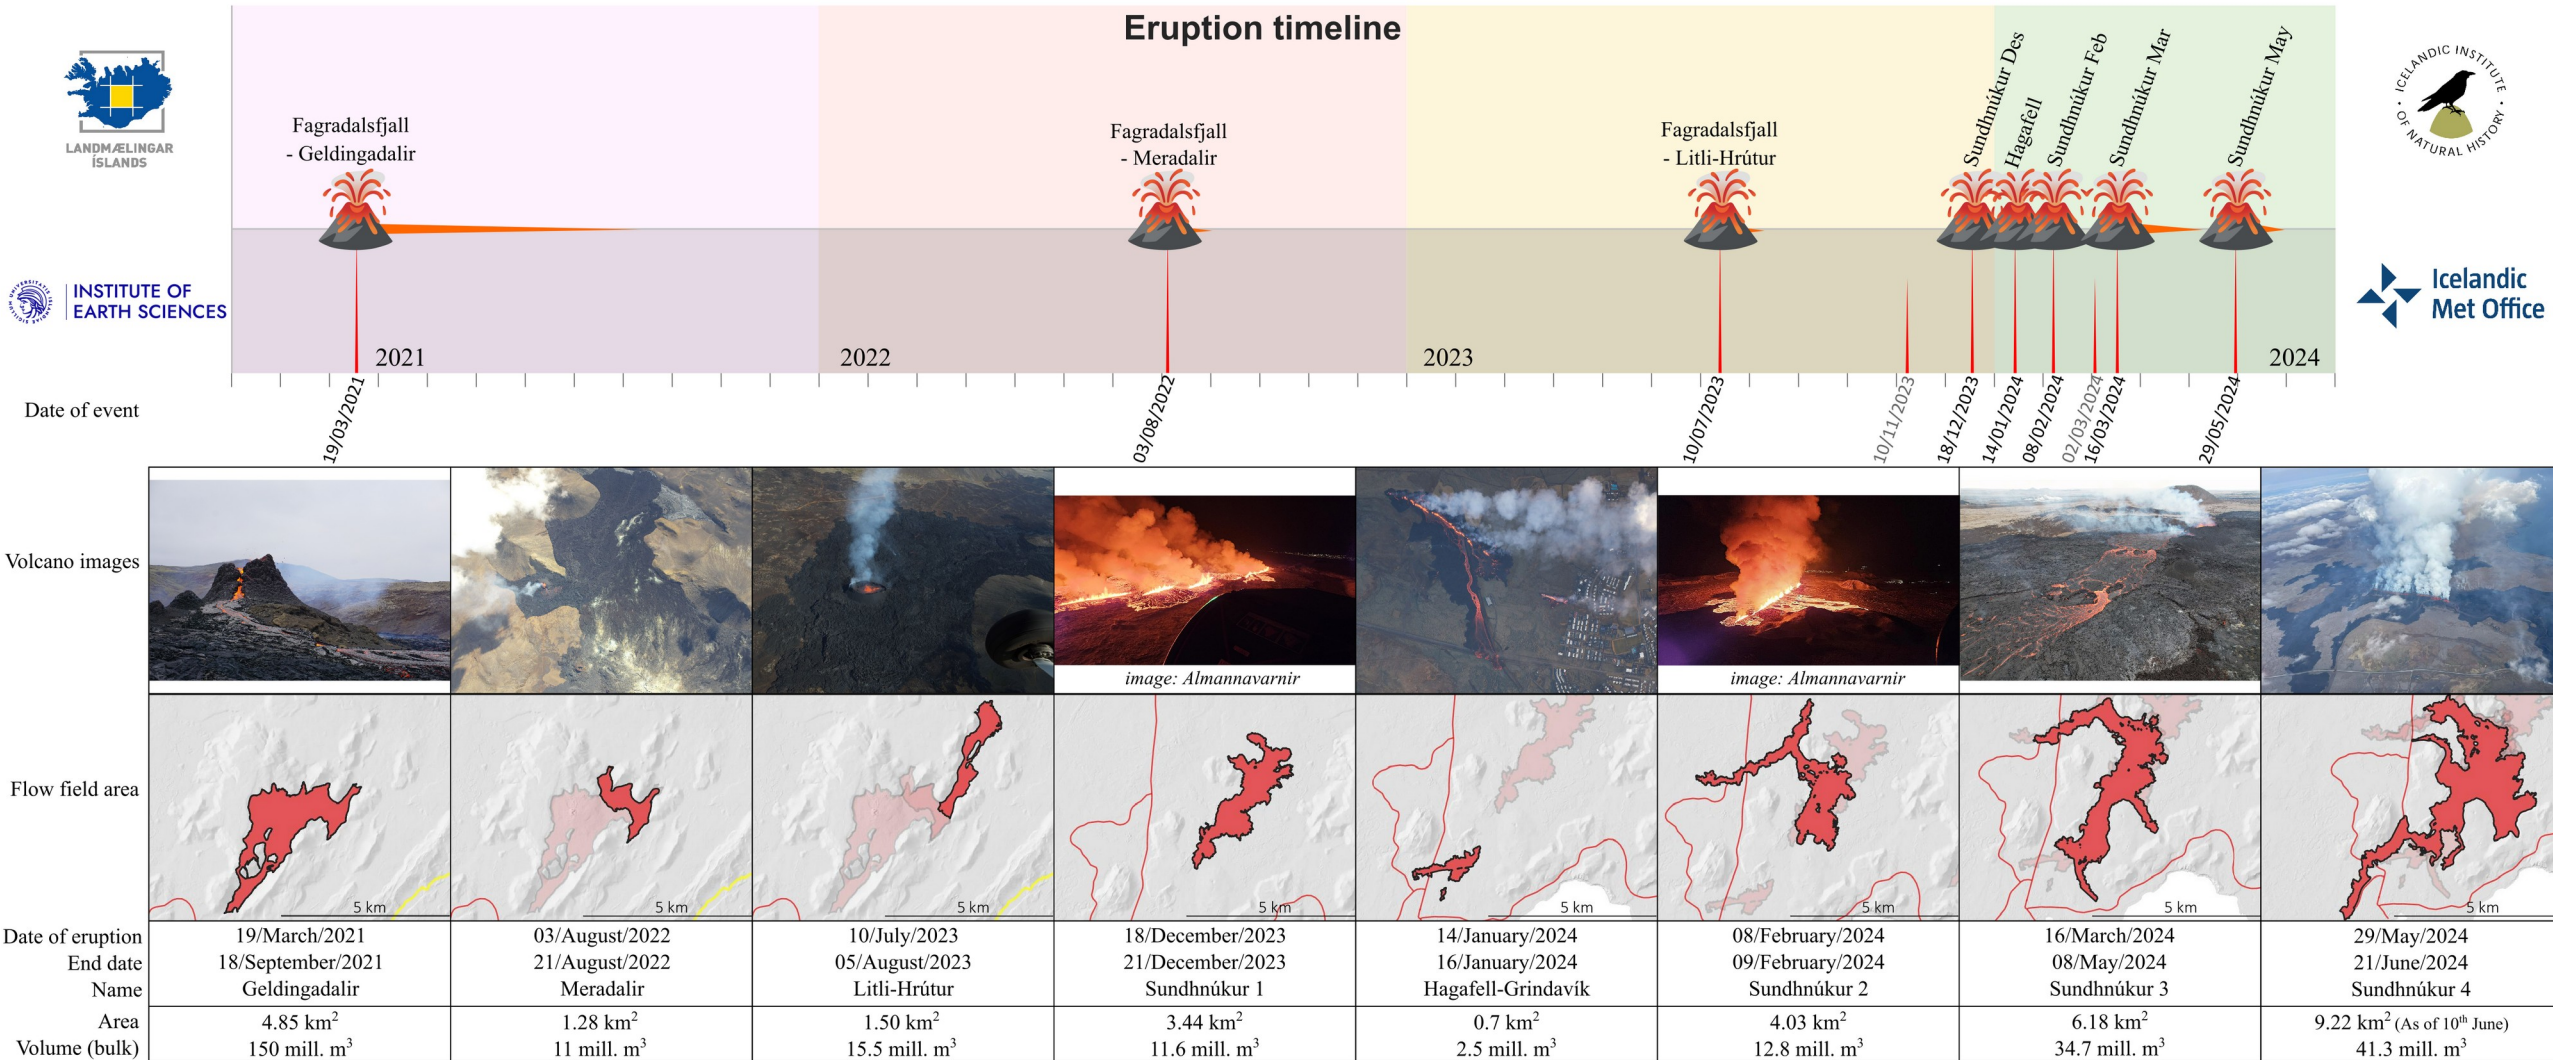 Eruption timeline
LANDMÆLINGAR
ÍSLANDS
INSTITUTE OF
EARTH SCIENCES
Fagradalsfjall
- Geldingadalir
Fagradalsfjall
- Meradalir
Fagradalsfjall
- Litli-Hrútur
Sundhnúkur Des
Hagafell
Sundhnúkur Feb
Sundhnúkur Mar
Sundhnúkur May
• ICELANDIC INSTITUTE •
OF NATURAL HISTORY
Icelandic
Met Office
2021
2022
2023
2024
Date of event
19/03/2021
03/08/2022
10/07/2023
10/11/2023
18/12/2023
14/01/2024
08/02/2024
02/03/2024
16/03/2024
29/05/2024
Volcano images
image: Almannavarnir
image: Almannavarnir
Flow field area
5 km
5 km
5 km
5 km
5 km
5 km
5 km
5 km
Date of eruption 19/March/2021 03/August/2022 10/July/2023 18/December/2023 14/January/2024 08/February/2024 16/March/2024 29/May/2024
End date 18/September/2021 21/August/2022 05/August/2023 21/December/2023 16/January/2024 09/February/2024 08/May/2024 21/June/2024
Name Geldingadalir Meradalir Litli-Hrútur Sundhnúkur 1 Hagafell-Grindavík Sundhnúkur 2 Sundhnúkur 3 Sundhnúkur 4
Area 4.85 km² 1.28 km² 1.50 km² 3.44 km² 0.7 km² 4.03 km² 6.18 km² 9.22 km² (As of 10th June)
Volume (bulk) 150 mill. m³ 11 mill. m³ 15.5 mill. m³ 11.6 mill. m³ 2.5 mill. m³ 12.8 mill. m³ 34.7 mill. m³ 41.3 mill. m³